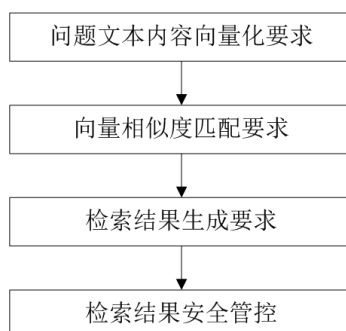 问题文本内容向量化要求
向量相似度匹配要求
检索结果生成要求
检索结果安全管控